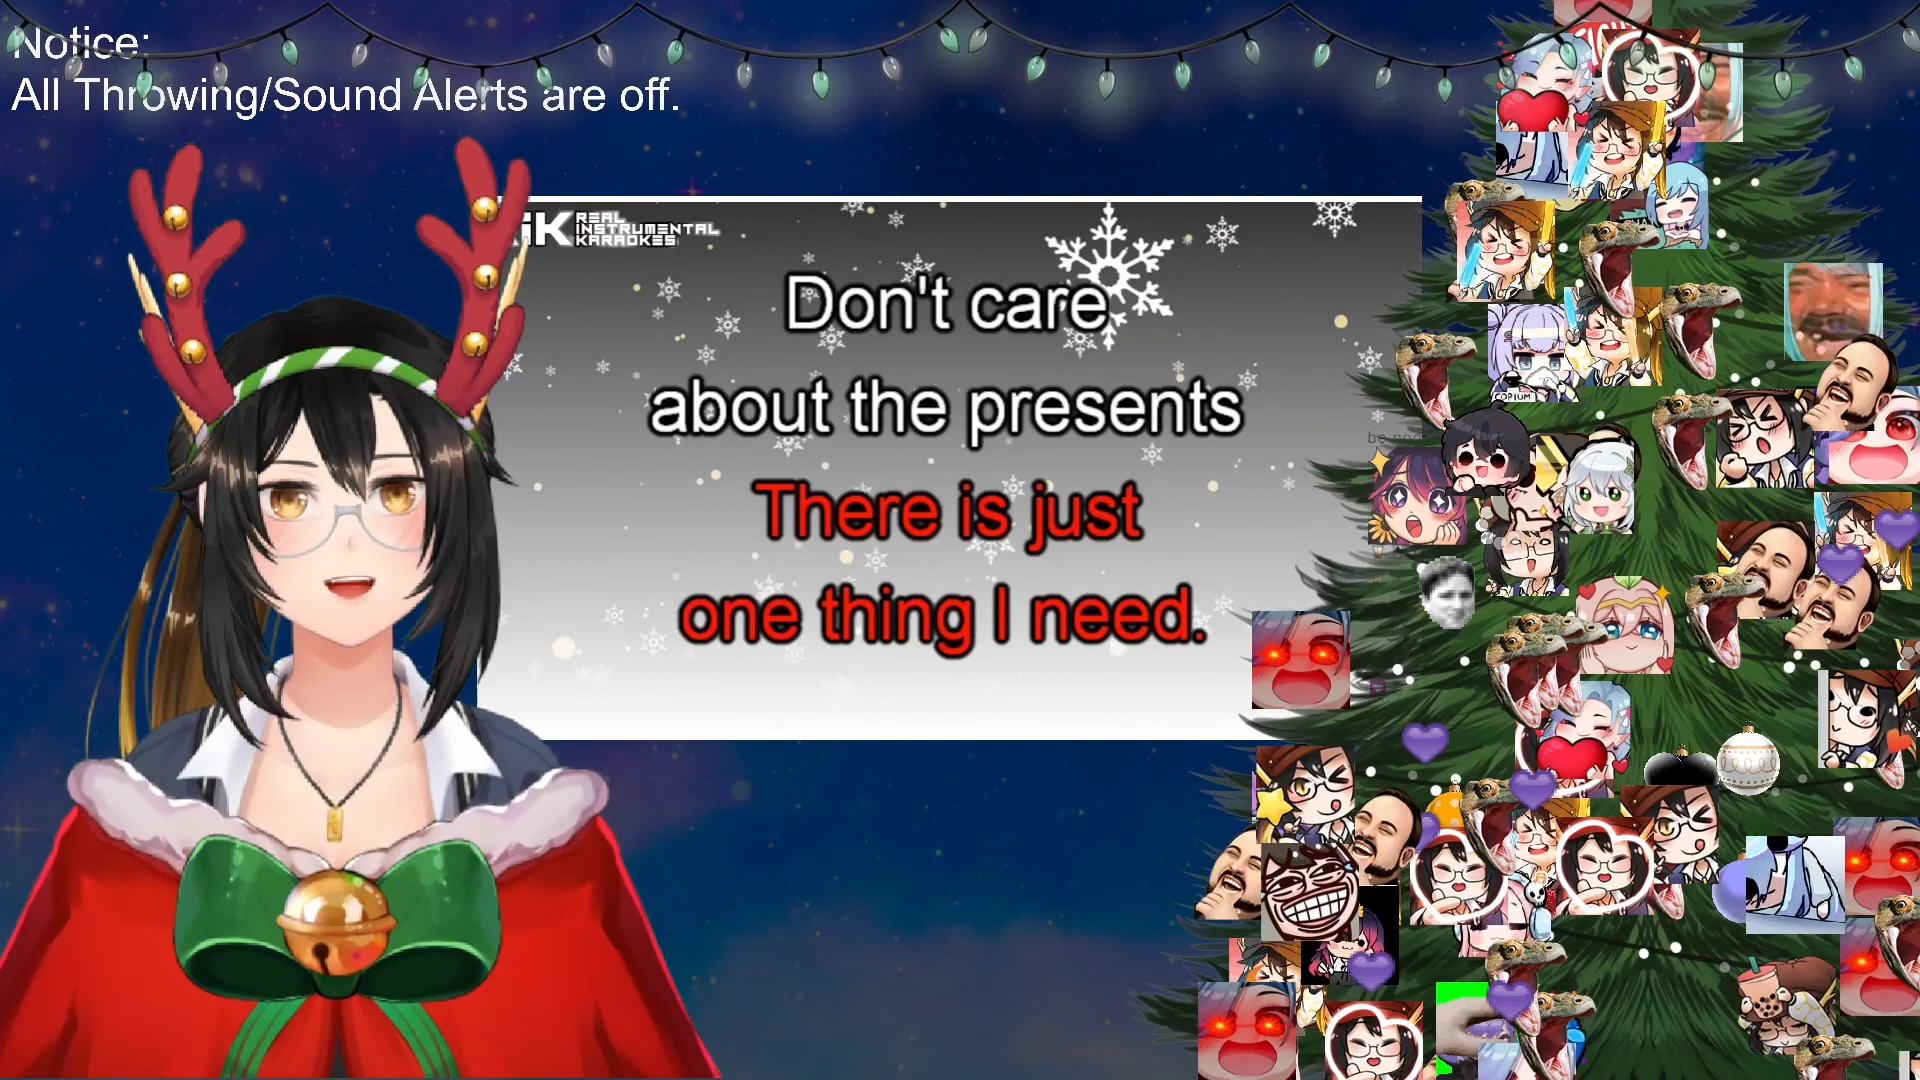 Notice:
All Throwing/Sound Alerts are off.
REAL
INSTRUMENTAL
KARAOKES
Don't care
about the presents
There is just
one thing I need.
COPIUM